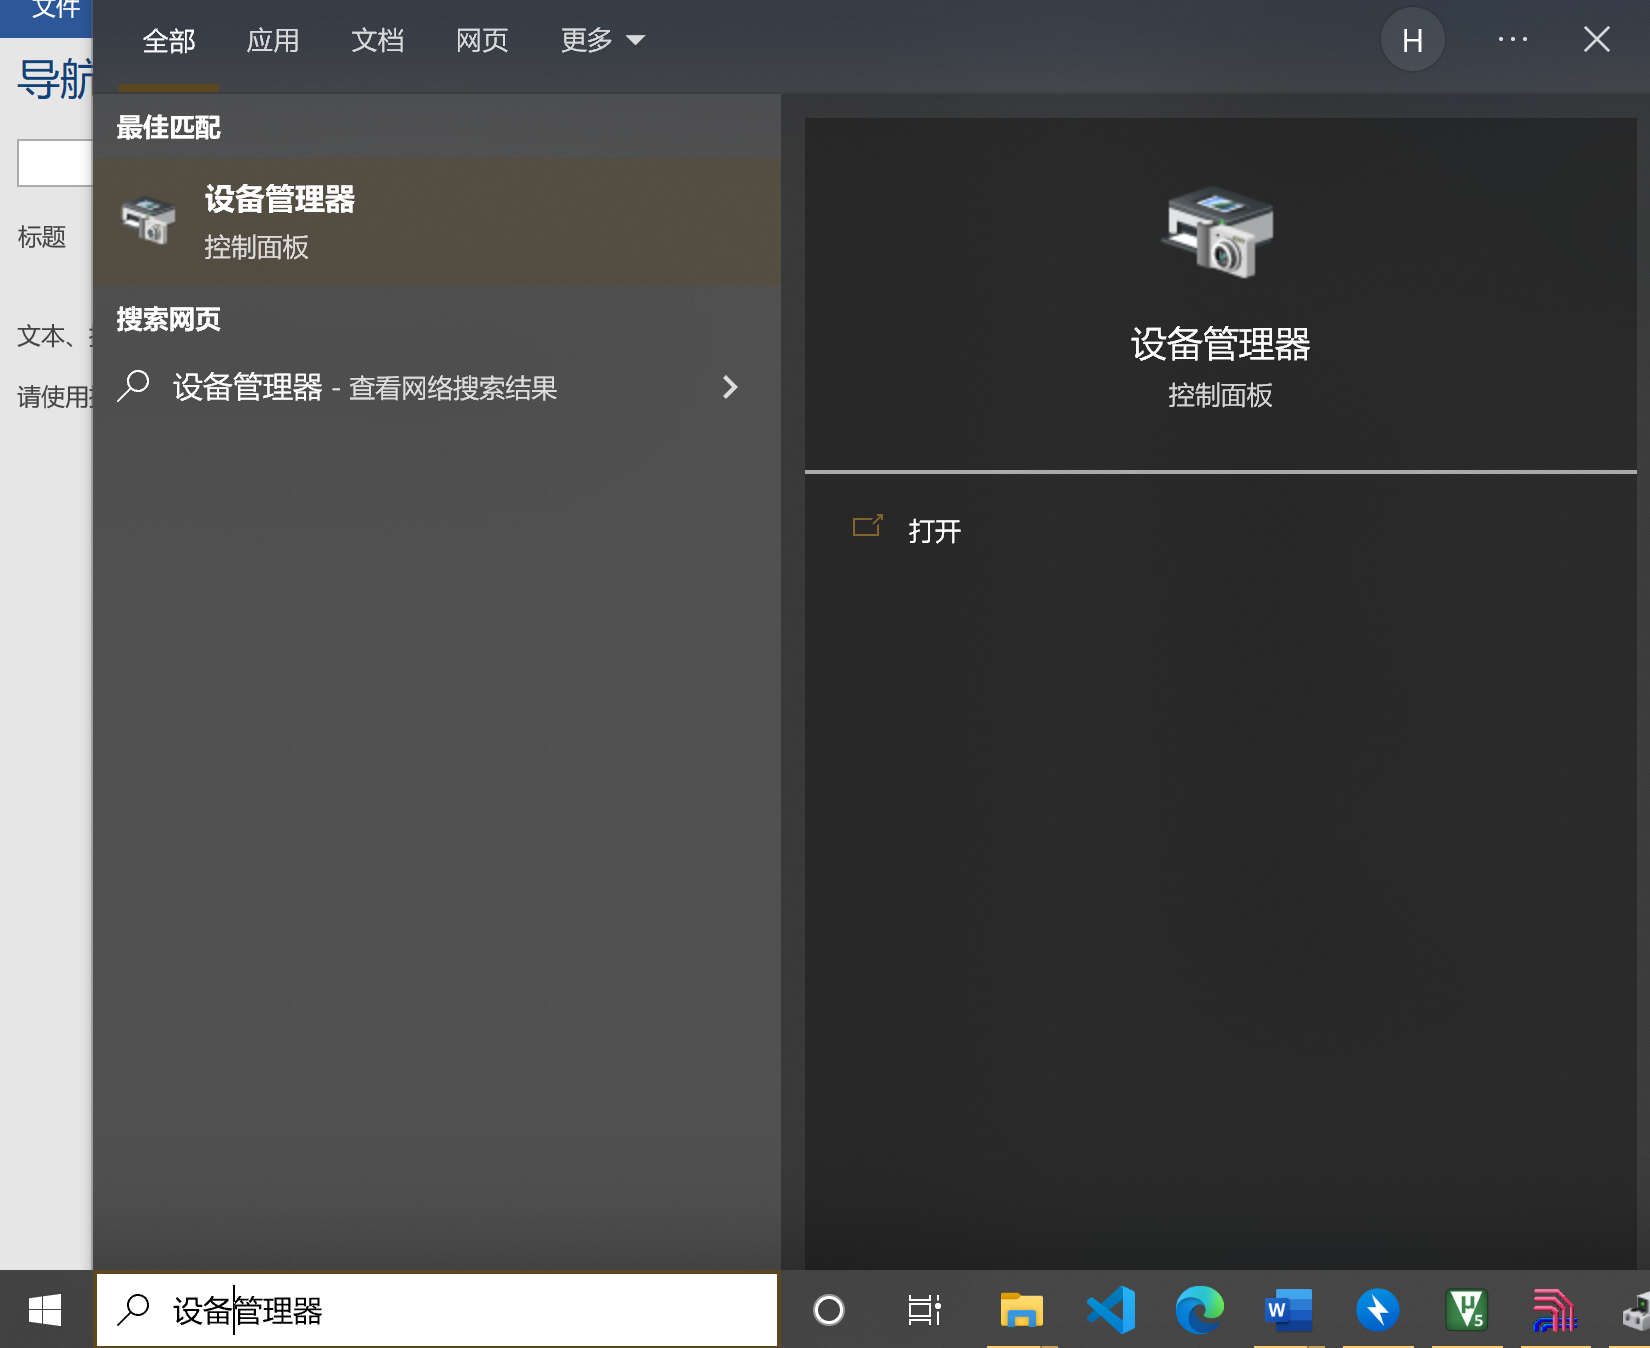 文件
全部 应用 文档 网页 更多
H
导航
最佳匹配
设备管理器
控制面板
标题
搜索网页
文本、
设备管理器 - 查看网络搜索结果
请使用
设备管理器
控制面板
打开
设备管理器
W
μ
5